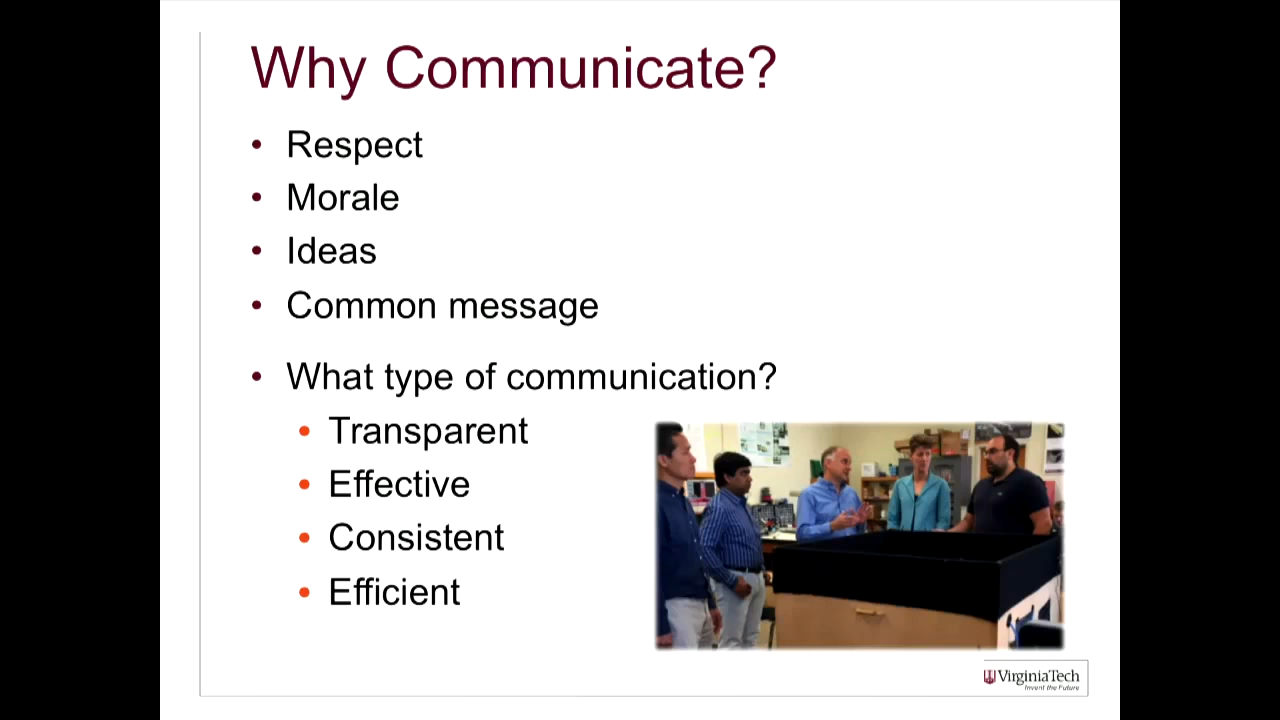 Why Communicate?
• Respect
• Morale
• Ideas
• Common message
• What type of communication?
• Transparent
• Effective
• Consistent
• Efficient
VirginiaTech
Invent the Future